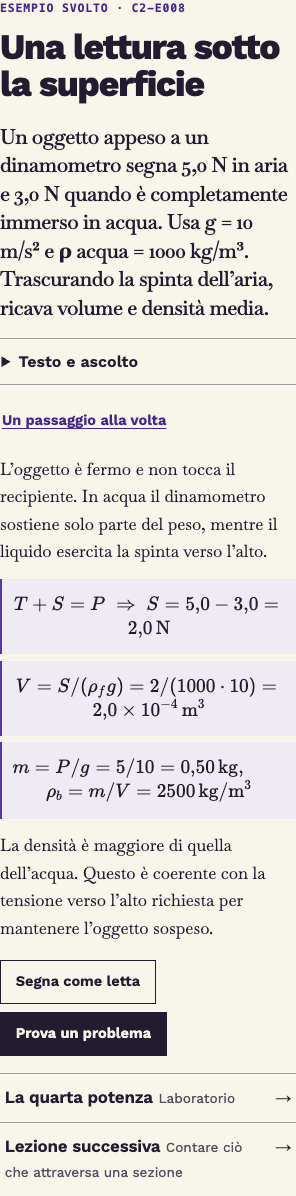 ESEMPIO SVOLTO · C2–E008
Una lettura sotto
la superficie
Un oggetto appeso a un
dinamometro segna 5,0 N in aria
e 3,0 N quando è completamente
immerso in acqua. Usa g = 10
m/s² e ρ acqua = 1000 kg/m³.
Trascurando la spinta dell’aria,
ricava volume e densità media.
▶ Testo e ascolto
Un passaggio alla volta
L’oggetto è fermo e non tocca il
recipiente. In acqua il dinamometro
sostiene solo parte del peso, mentre il
liquido esercita la spinta verso l’alto.
T + S = P ⇒ S = 5,0 − 3,0 =
2,0 N
V = S/(ρ_f g) = 2/(1000 · 10) =
2,0 × 10⁻⁴ m³
m = P/g = 5/10 = 0,50 kg,
ρ_b = m/V = 2500 kg/m³
La densità è maggiore di quella
dell’acqua. Questo è coerente con la
tensione verso l’alto richiesta per
mantenere l’oggetto sospeso.
Segna come letta
Prova un problema
La quarta potenza Laboratorio →
Lezione successiva Contare ciò →
che attraversa una sezione